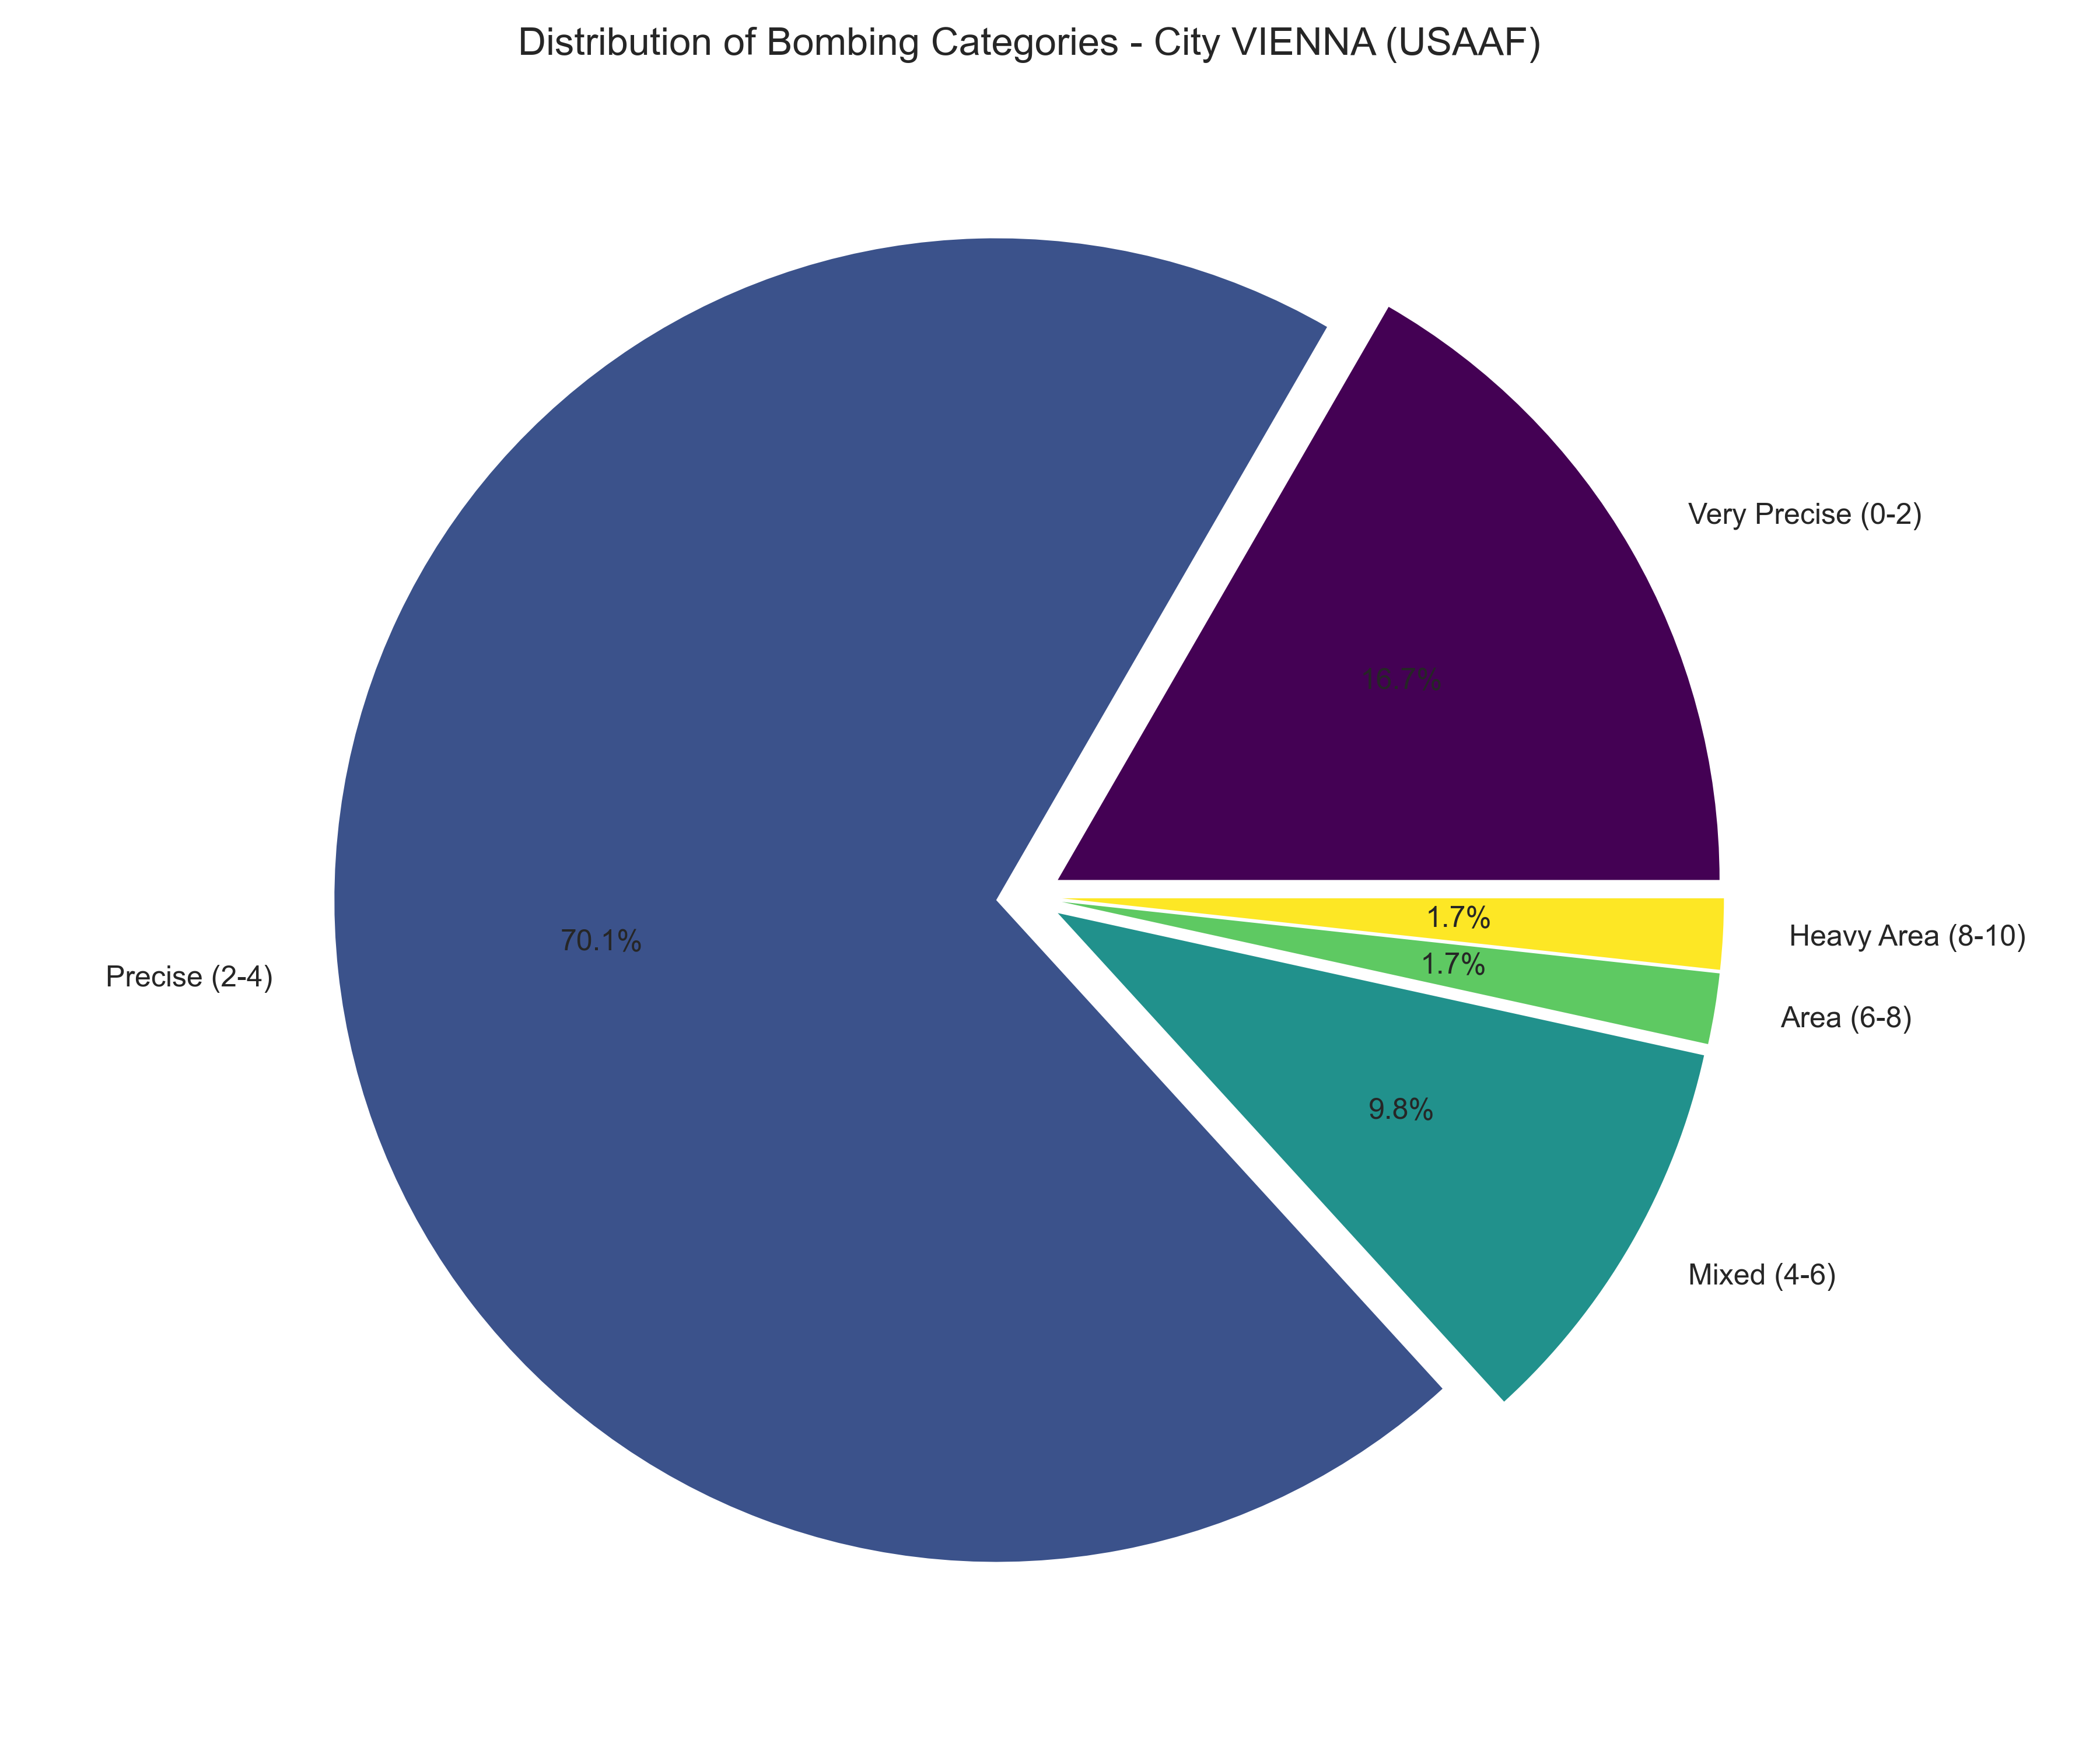 Distribution of Bombing Categories - City VIENNA (USAAF)
Very Precise (0-2)
16.7%
Precise (2-4)
70.1%
Heavy Area (8-10)
1.7%
Area (6-8)
1.7%
Mixed (4-6)
9.8%